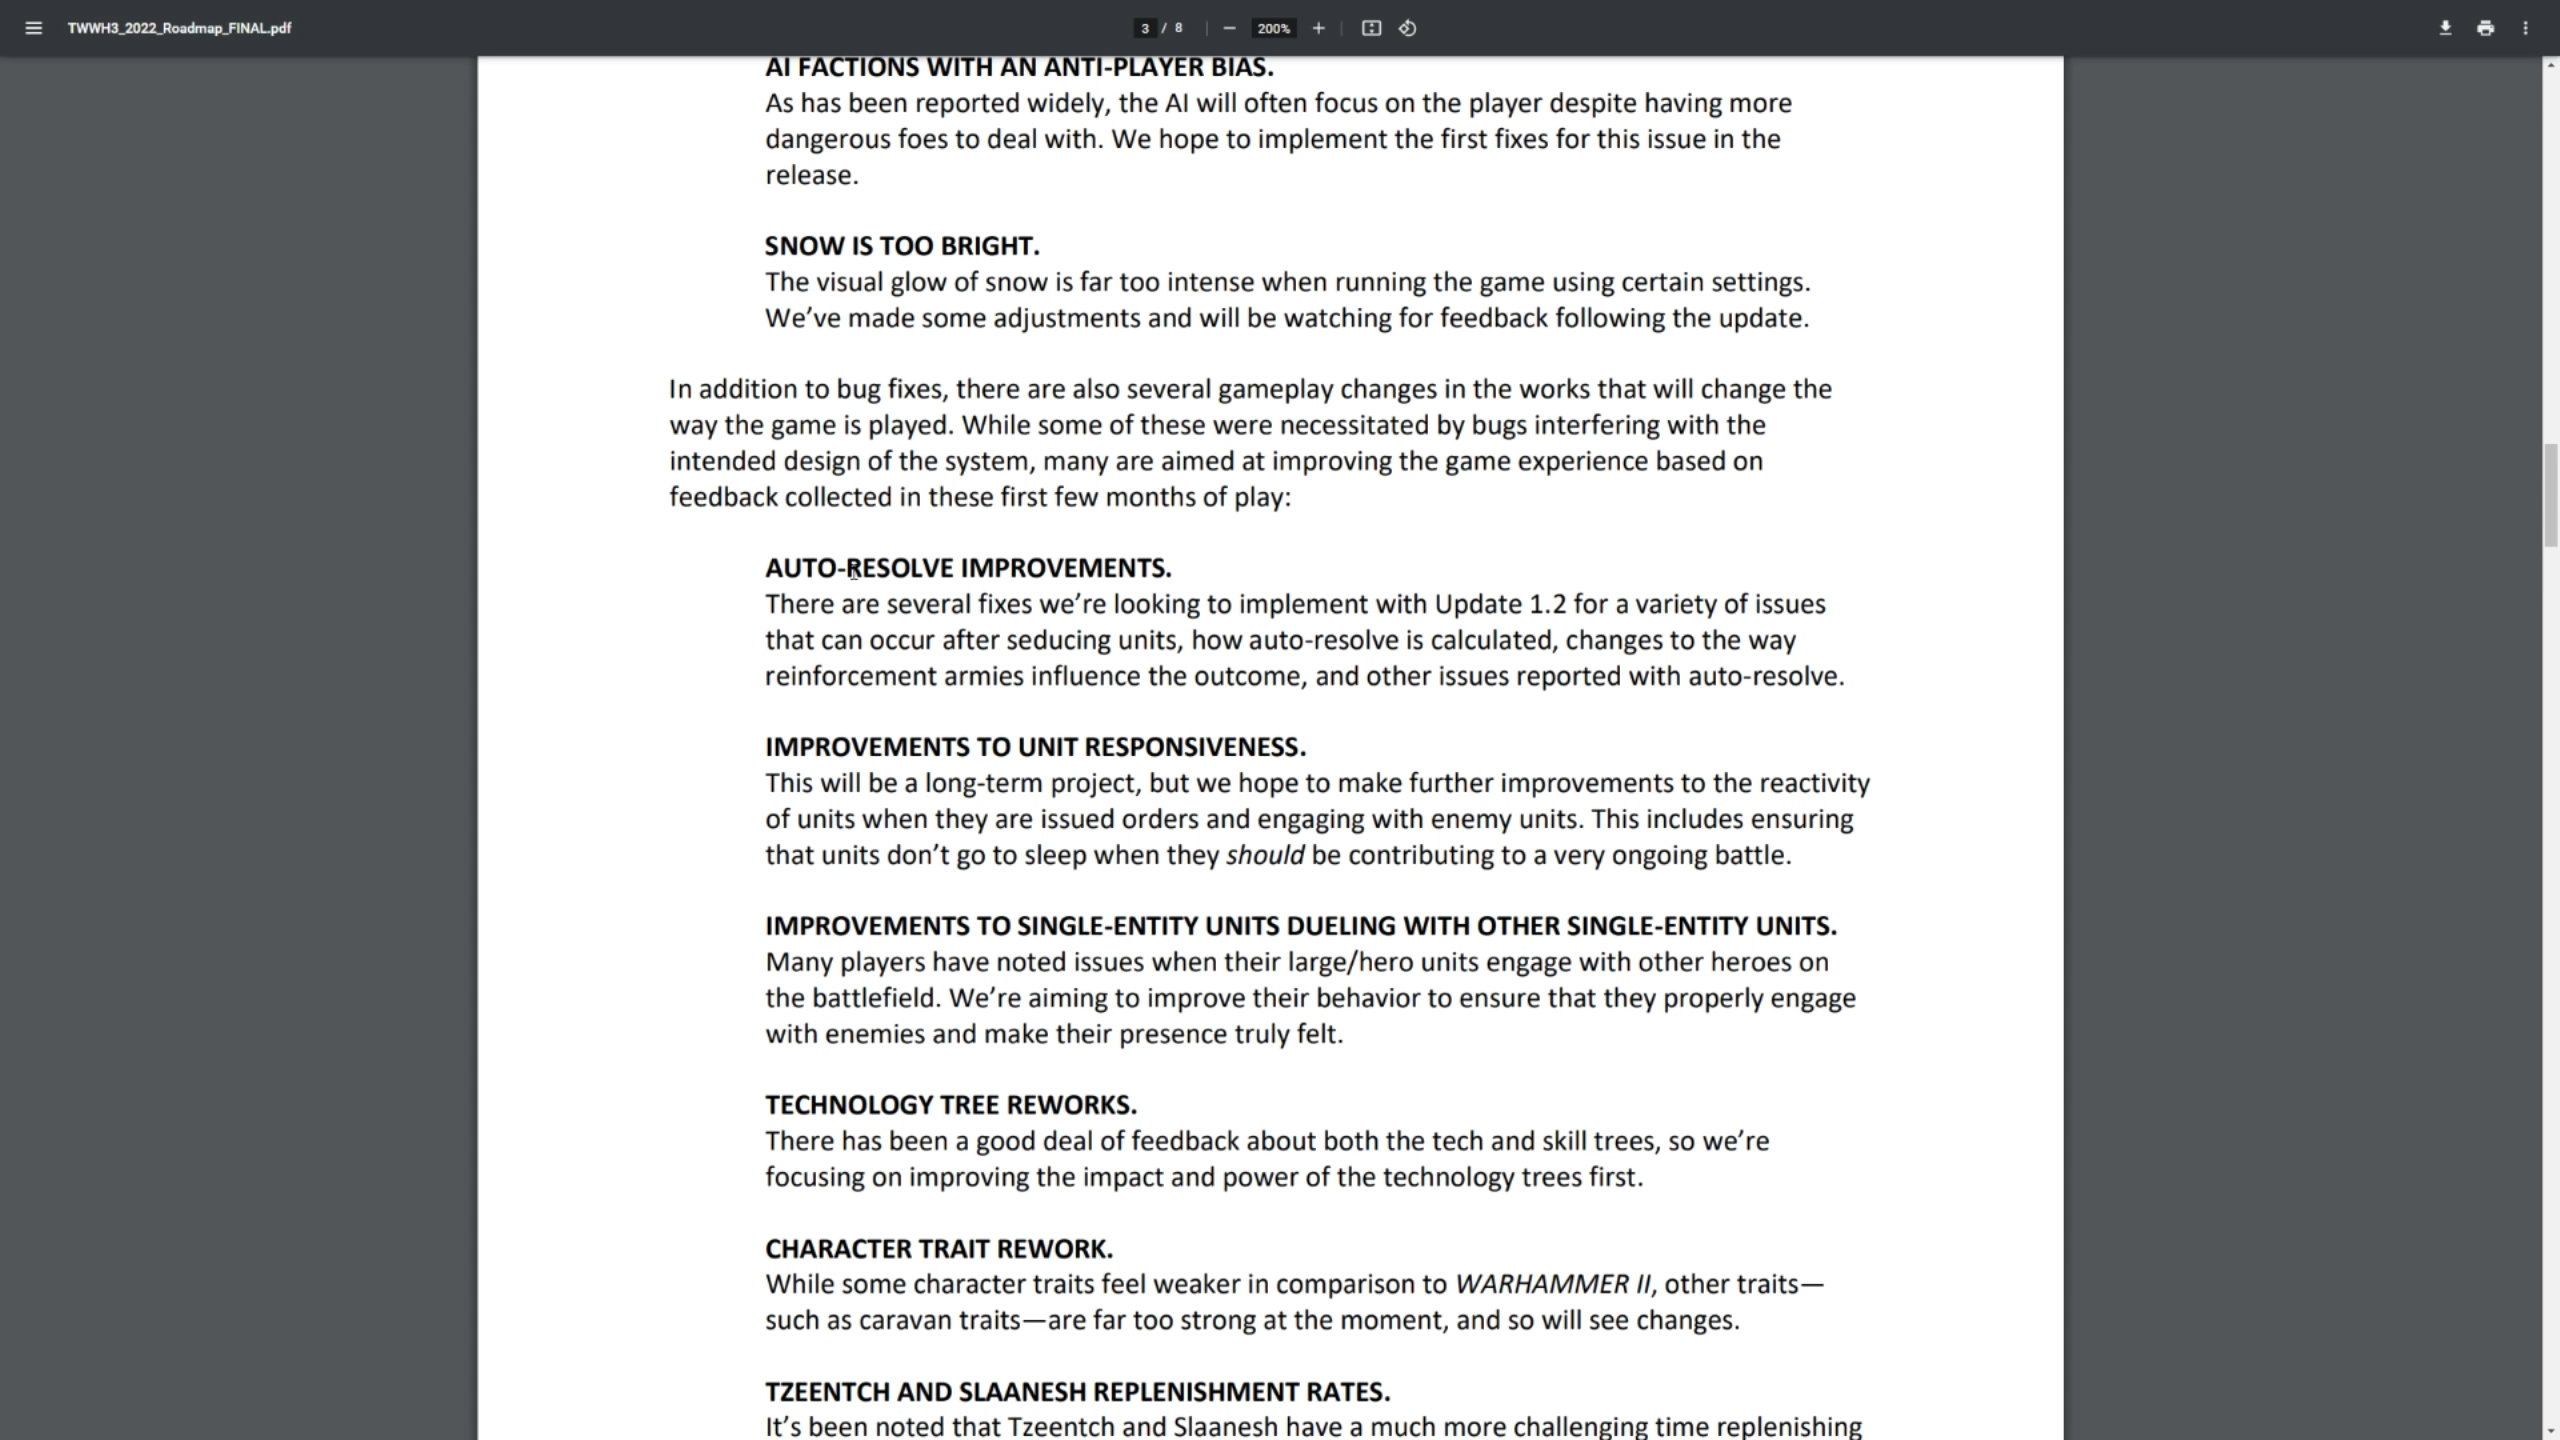 TWWH3_2022_Roadmap_FINAL.pdf
3 / 8
200%
AI FACTIONS WITH AN ANTI-PLAYER BIAS.
As has been reported widely, the AI will often focus on the player despite having more
dangerous foes to deal with. We hope to implement the first fixes for this issue in the
release.
SNOW IS TOO BRIGHT.
The visual glow of snow is far too intense when running the game using certain settings.
We’ve made some adjustments and will be watching for feedback following the update.
In addition to bug fixes, there are also several gameplay changes in the works that will change the
way the game is played. While some of these were necessitated by bugs interfering with the
intended design of the system, many are aimed at improving the game experience based on
feedback collected in these first few months of play:
AUTO-RESOLVE IMPROVEMENTS.
There are several fixes we’re looking to implement with Update 1.2 for a variety of issues
that can occur after seducing units, how auto-resolve is calculated, changes to the way
reinforcement armies influence the outcome, and other issues reported with auto-resolve.
IMPROVEMENTS TO UNIT RESPONSIVENESS.
This will be a long-term project, but we hope to make further improvements to the reactivity
of units when they are issued orders and engaging with enemy units. This includes ensuring
that units don’t go to sleep when they should be contributing to a very ongoing battle.
IMPROVEMENTS TO SINGLE-ENTITY UNITS DUELING WITH OTHER SINGLE-ENTITY UNITS.
Many players have noted issues when their large/hero units engage with other heroes on
the battlefield. We’re aiming to improve their behavior to ensure that they properly engage
with enemies and make their presence truly felt.
TECHNOLOGY TREE REWORKS.
There has been a good deal of feedback about both the tech and skill trees, so we’re
focusing on improving the impact and power of the technology trees first.
CHARACTER TRAIT REWORK.
While some character traits feel weaker in comparison to WARHAMMER II, other traits—
such as caravan traits—are far too strong at the moment, and so will see changes.
TZEENTCH AND SLAANESH REPLENISHMENT RATES.
It’s been noted that Tzeentch and Slaanesh have a much more challenging time replenishing